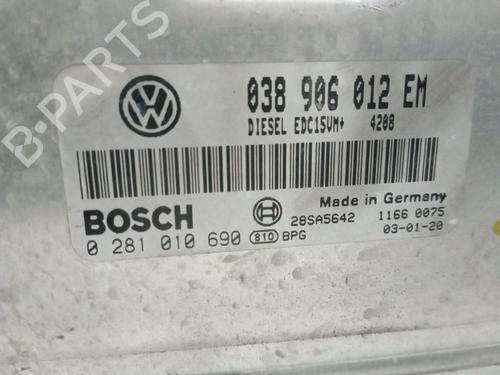 B-PARTS
038 906 012 EM
DIESEL EDC15VM+ 4208
BOSCH
Made in Germany
28SA5642 1166 0075
0 281 010 690 810 BPG 03-01-20